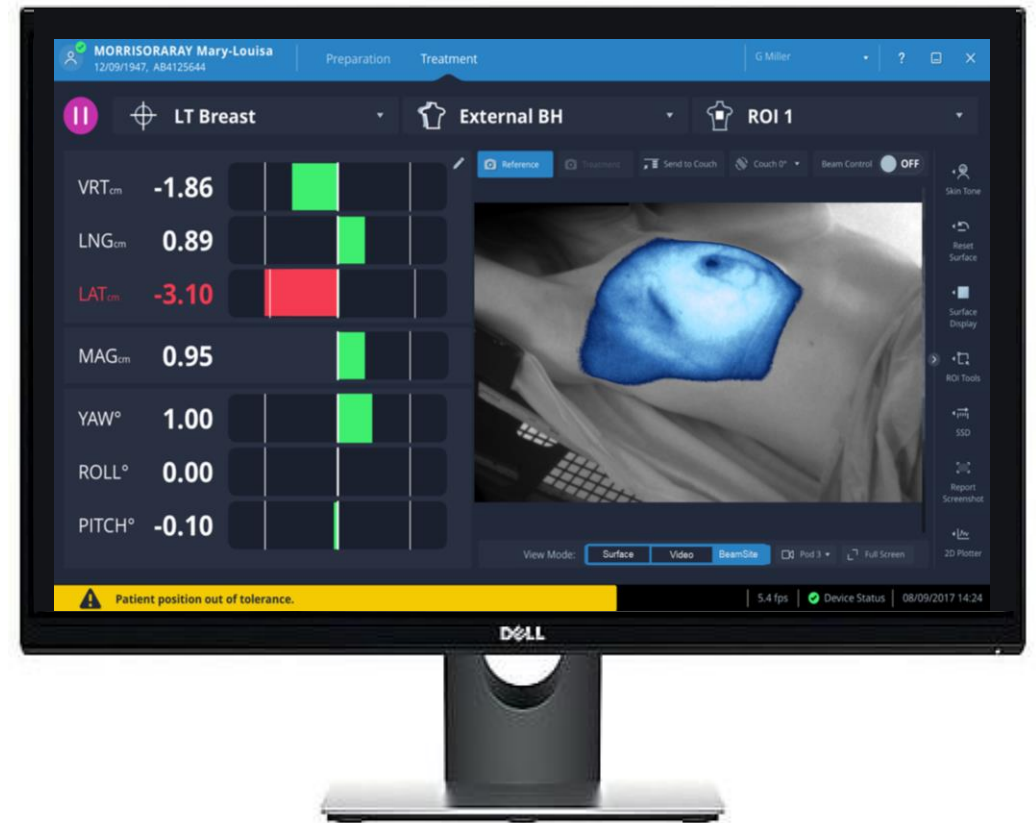 MORRISORARAY Mary-Louisa
12/09/1947, AB4125644
Preparation
Treatment
G Miller
?
LT Breast
External BH
ROI 1
VRTcm -1.86
LNGcm 0.89
LATcm -3.10
MAGcm 0.95
YAW° 1.00
ROLL° 0.00
PITCH° -0.10
Reference
Treatment
Send to Couch
Couch 0°
Beam Control
OFF
Skin Tone
Reset
Surface
Surface
Display
ROI Tools
SSD
Report
Screenshot
2D Plotter
View Mode:
Surface
Video
BeamSite
Pod 3
Full Screen
Patient position out of tolerance.
5.4 fps
Device Status
08/09/2017 14:24
DELL